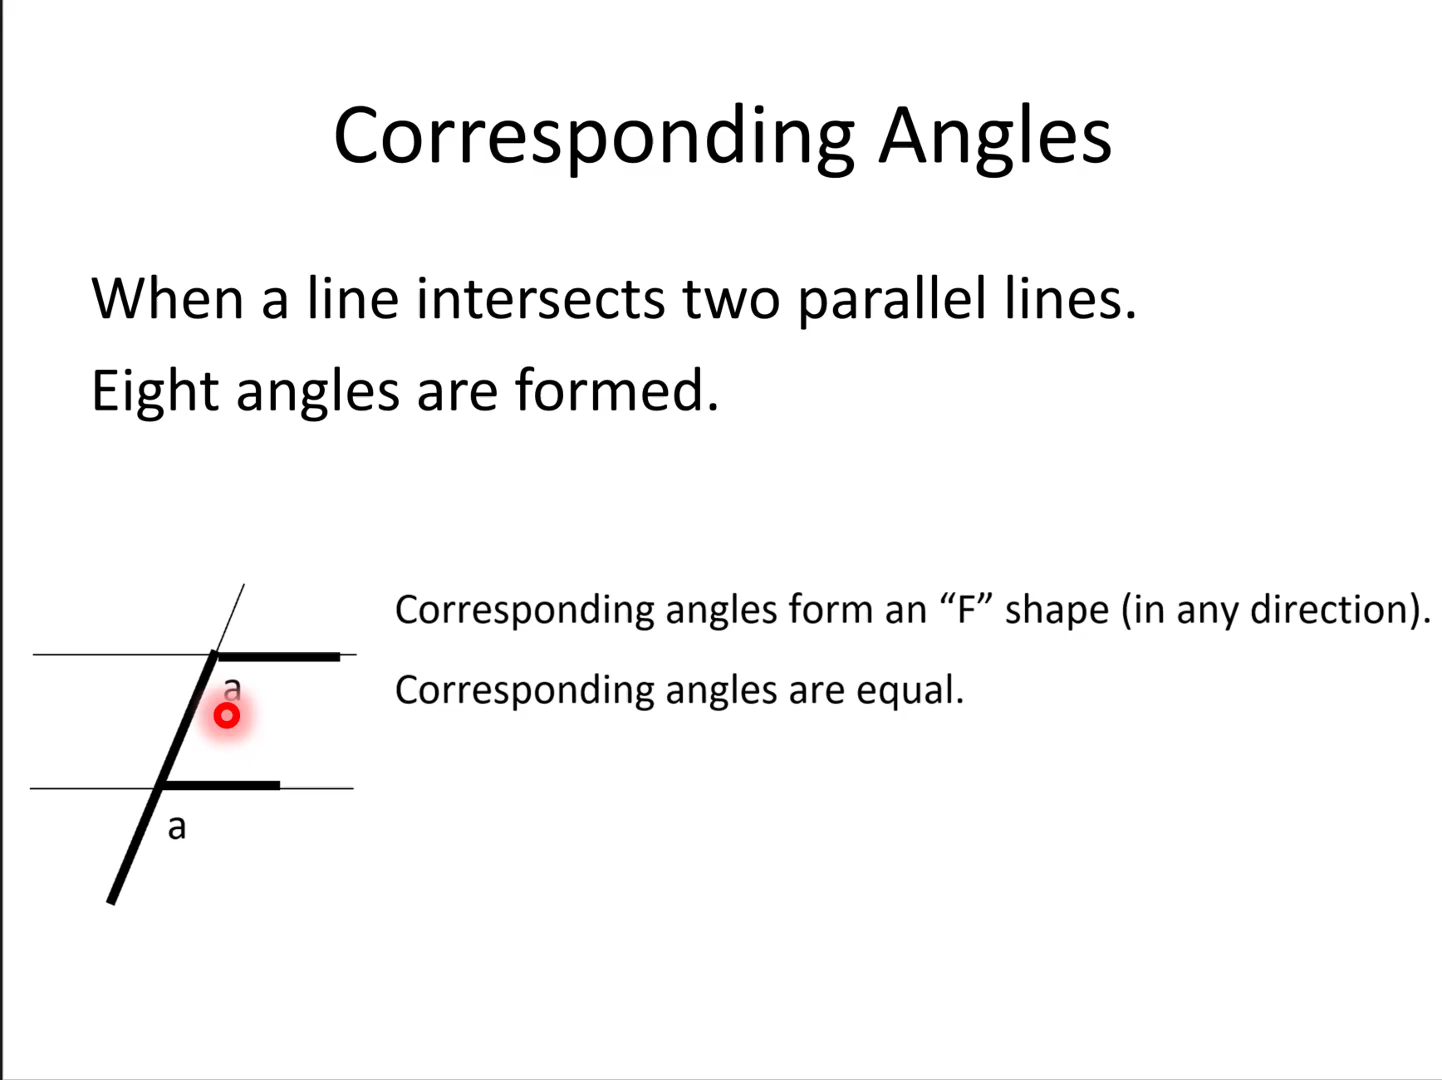 Corresponding Angles
When a line intersects two parallel lines.
Eight angles are formed.
Corresponding angles form an “F” shape (in any direction).
a
Corresponding angles are equal.
a